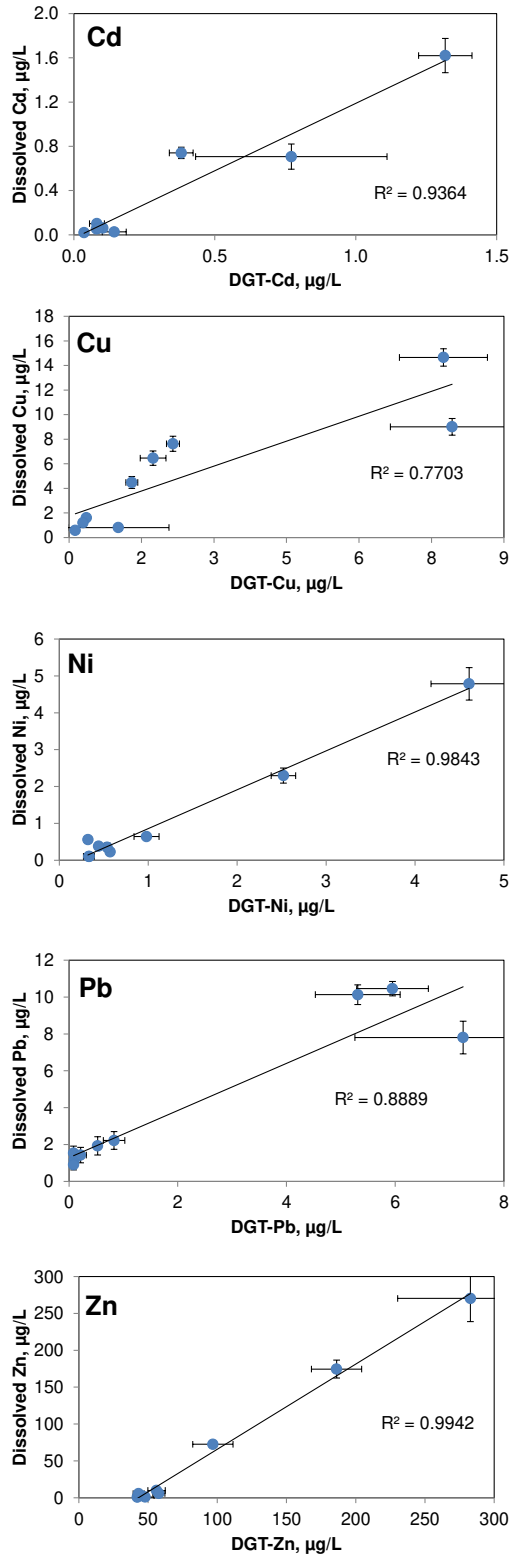 2.0
Cd
1.6
1.2
0.8
0.4
0.0
Dissolved Cd, µg/L
R² = 0.9364
0.0 0.5 1.0 1.5
DGT-Cd, µg/L
18
Cu
16
14
12
10
8
6
4
2
0
Dissolved Cu, µg/L
R² = 0.7703
0 2 3 5 6 8 9
DGT-Cu, µg/L
6
Ni
5
4
3
2
1
0
Dissolved Ni, µg/L
R² = 0.9843
0 1 2 3 4 5
DGT-Ni, µg/L
12
Pb
10
8
6
4
2
0
Dissolved Pb, µg/L
R² = 0.8889
0 2 4 6 8
DGT-Pb, µg/L
300
Zn
250
200
150
100
50
0
Dissolved Zn, µg/L
R² = 0.9942
0 50 100 150 200 250 300
DGT-Zn, µg/L